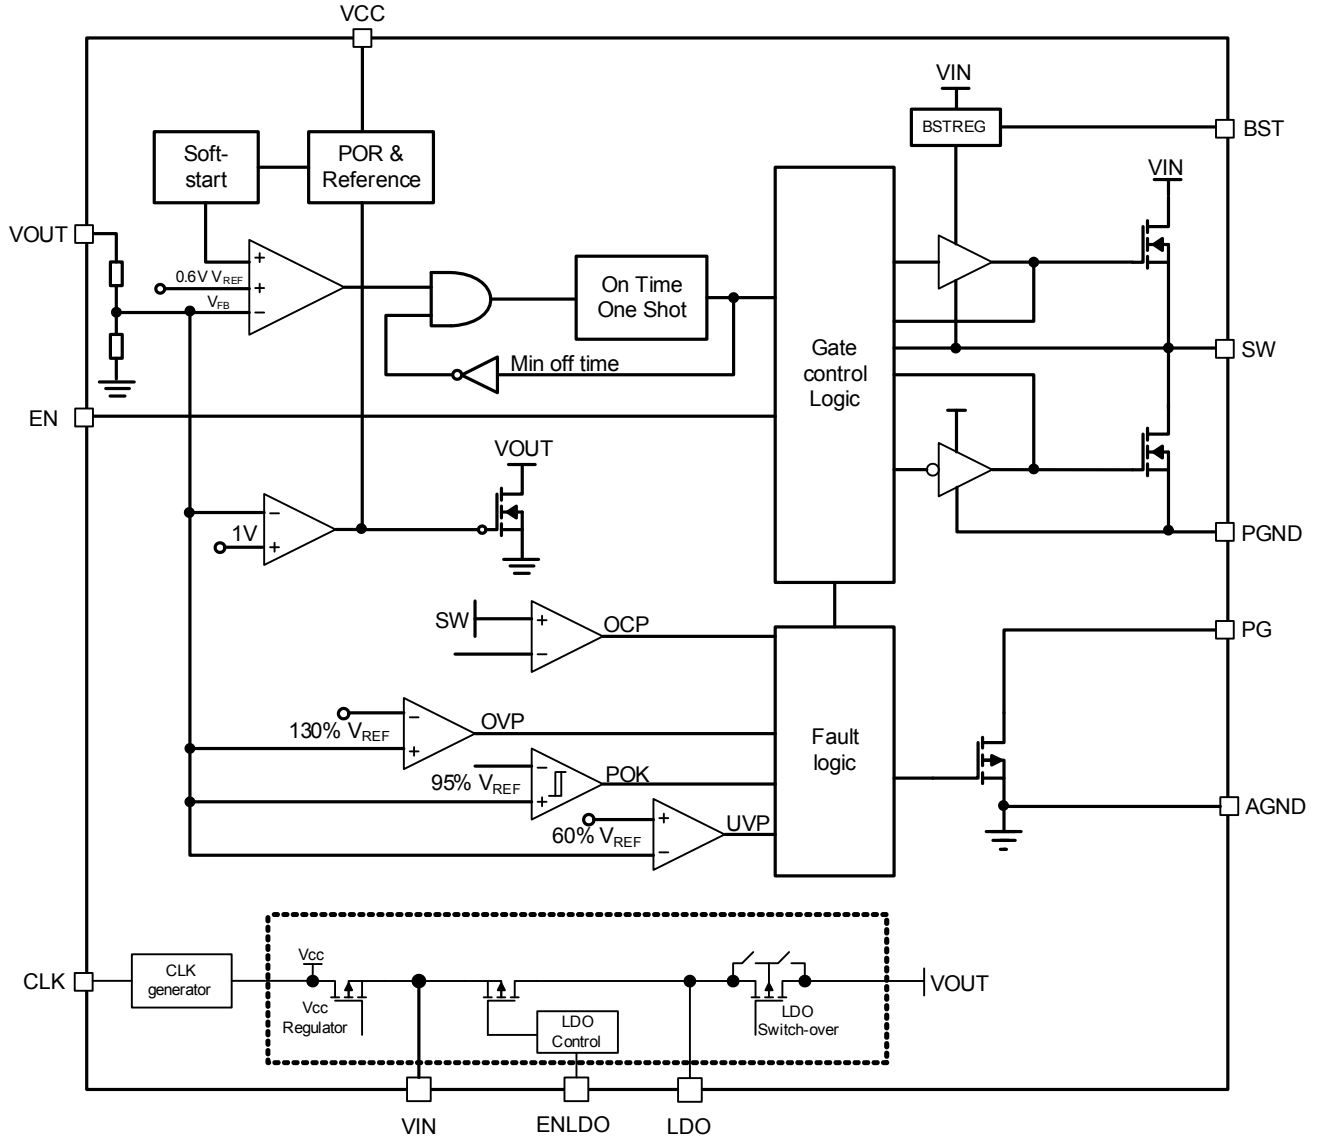 VCC
VIN
BSTREG
BST
Soft-
start
POR &
Reference
VIN
VOUT
0.6V VREF
+
+
VFB
−
On Time
One Shot
Min off time
Gate
control
Logic
SW
EN
VOUT
−
1V
+
PGND
SW
+
−
OCP
PG
130% VREF
−
+
OVP
Fault
logic
95% VREF
−
+
POK
60% VREF
+
−
UVP
AGND
CLK
CLK
generator
Vcc
Vcc
Regulator
LDO
Control
LDO
Switch-over
VOUT
VIN
ENLDO
LDO